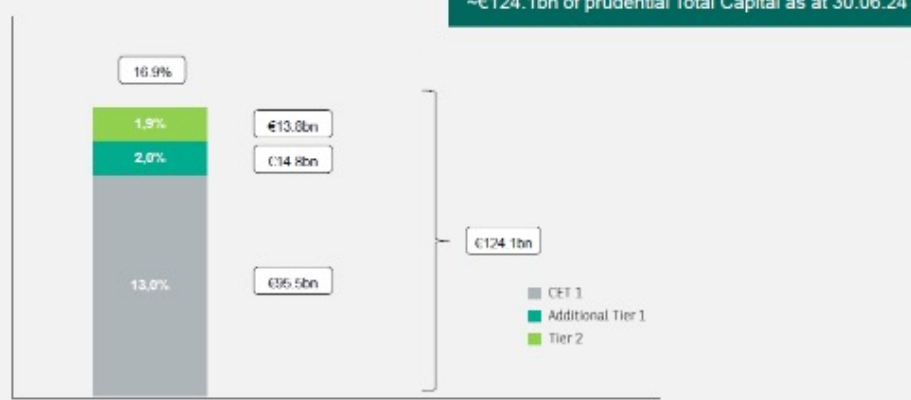 ~€124.1bn of prudential Total Capital as at 30.06.24
16.9%
1,9%
€13.8bn
2,0%
€14.8bn
€124.1bn
13,0%
€95.5bn
CET 1
Additional Tier 1
Tier 2